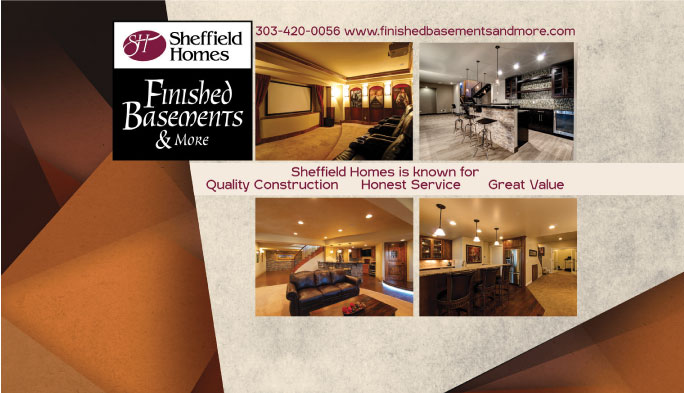 SH Sheffield
Homes
Finished
Basements
& More
303-420-0056 www.finishedbasementsandmore.com
Sheffield Homes is known for
Quality Construction Honest Service Great Value